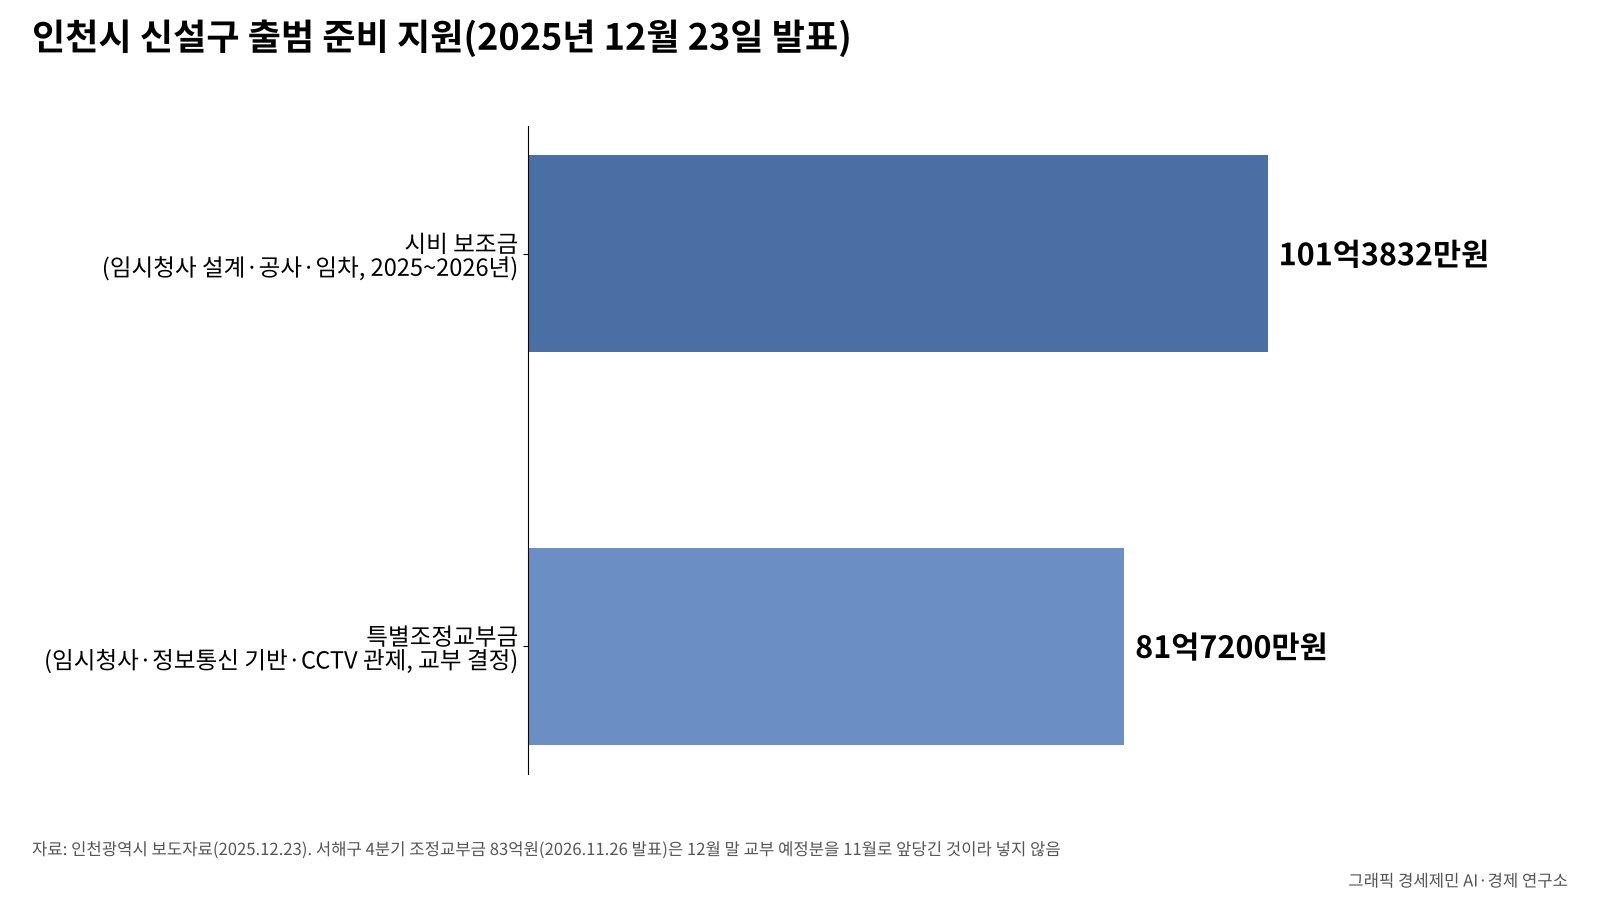 인천시 신설구 출범 준비 지원(2025년 12월 23일 발표)
시비 보조금
(임시청사 설계·공사·임차, 2025~2026년)
101억3832만원
특별조정교부금
(임시청사·정보통신 기반·CCTV 관제, 교부 결정)
81억7200만원
자료: 인천광역시 보도자료(2025.12.23). 서해구 4분기 조정교부금 83억원(2026.11.26 발표)은 12월 말 교부 예정분을 11월로 앞당긴 것이라 넣지 않음
그래픽 경세제민 AI·경제 연구소